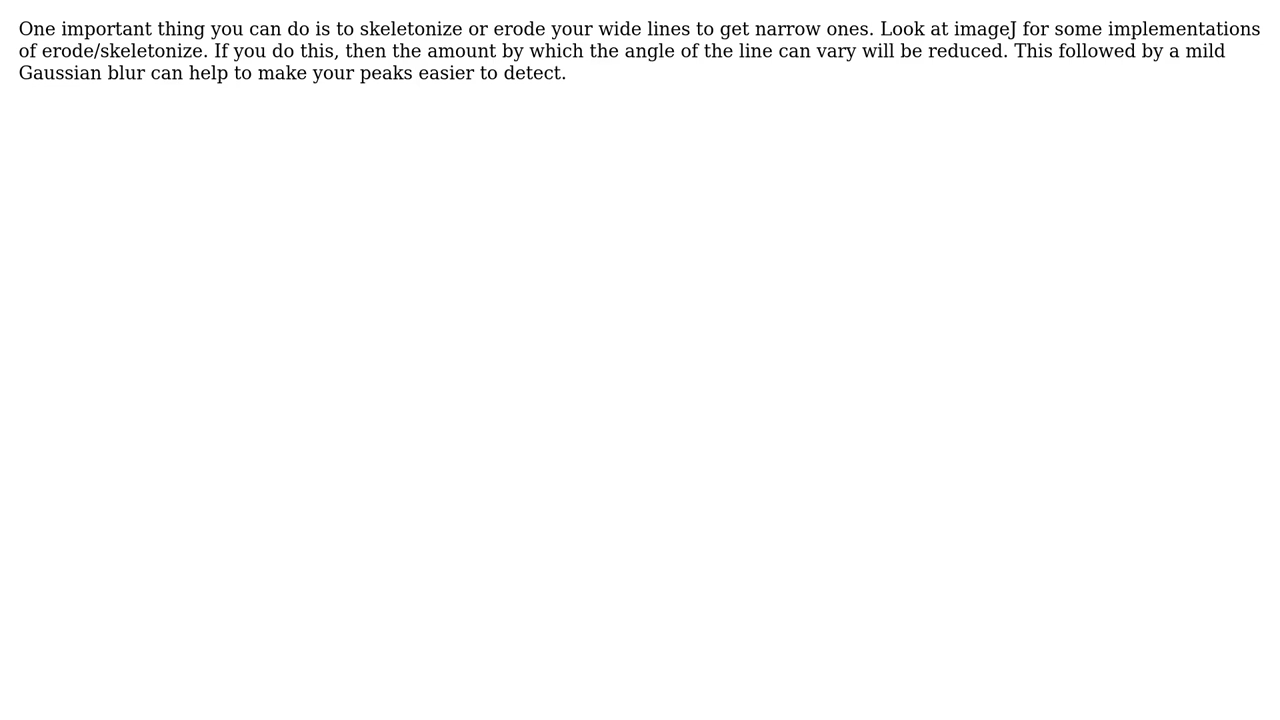 One important thing you can do is to skeletonize or erode your wide lines to get narrow ones. Look at imageJ for some implementations
of erode/skeletonize. If you do this, then the amount by which the angle of the line can vary will be reduced. This followed by a mild
Gaussian blur can help to make your peaks easier to detect.